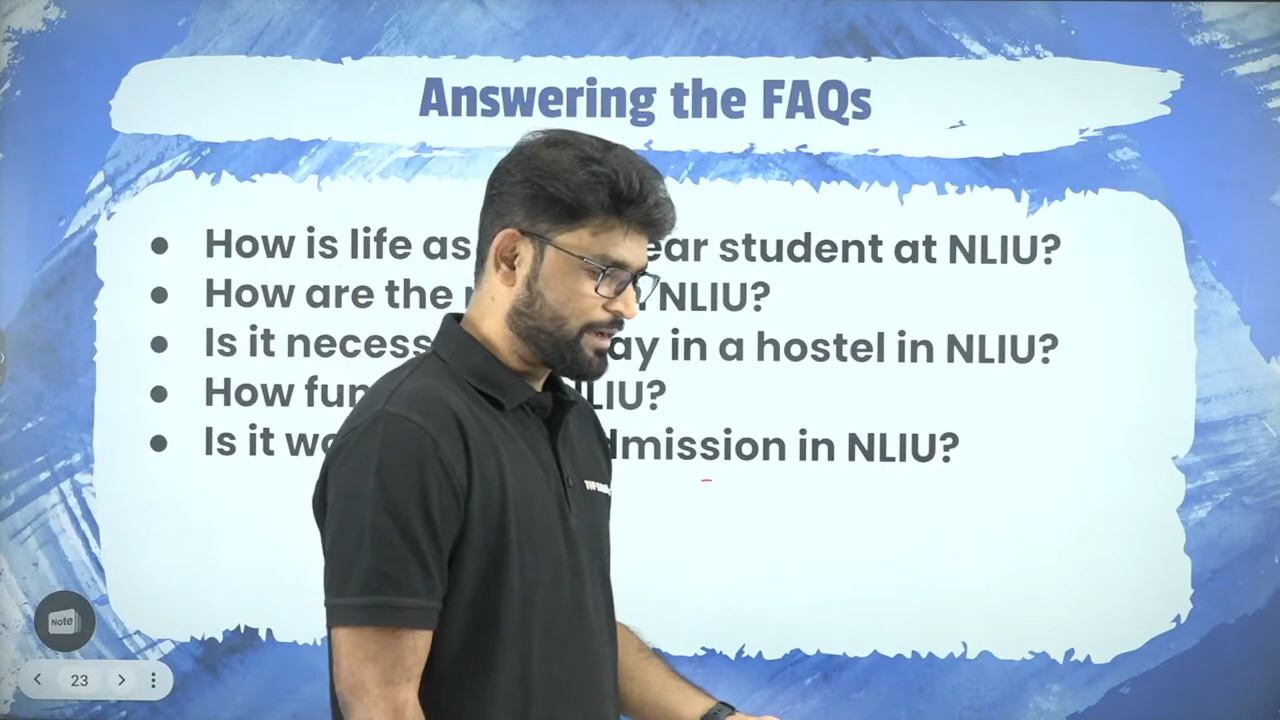 Answering the FAQs
How is life as ear student at NLIU?
How are the NLIU?
Is it necess ay in a hostel in NLIU?
How fun LIU?
Is it wo dmission in NLIU?
Note
23